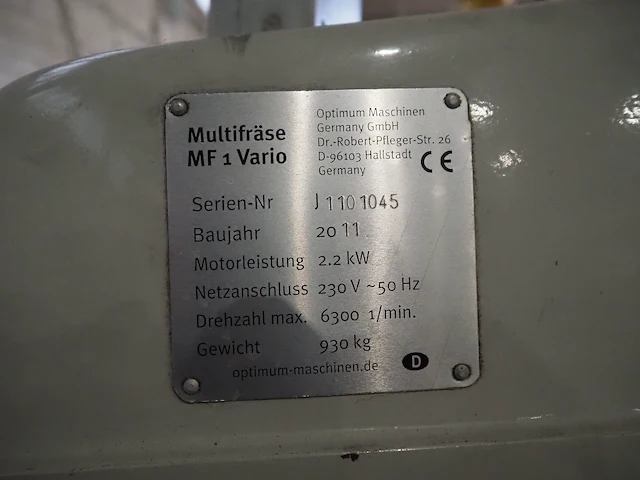 Multifräse
MF 1 Vario
Optimum Maschinen
Germany GmbH
Dr.-Robert-Pfleger-Str. 26
D-96103 Hallstadt
Germany
CE
Serien-Nr J1101045
Baujahr 2011
Motorleistung 2.2 kW
Netzanschluss 230 V ~50 Hz
Drehzahl max. 6300 1/min.
Gewicht 930 kg
optimum-maschinen.de
D